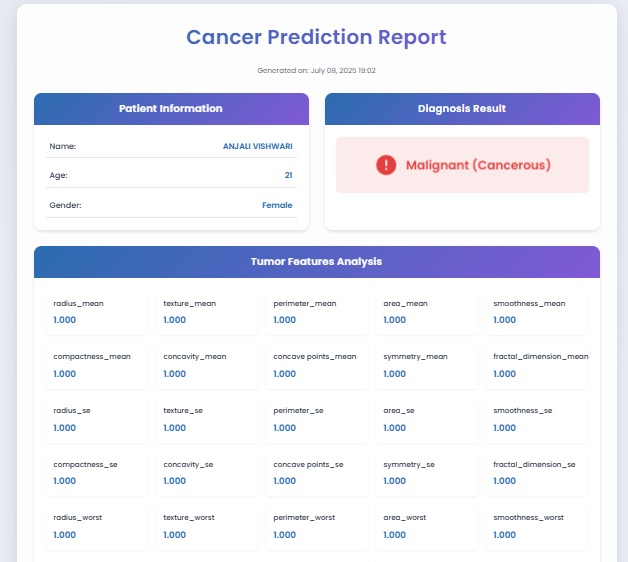 Cancer Prediction Report
Generated on: July 08, 2025 19:02
Patient Information
Name: ANJALI VISHWARI
Age: 21
Gender: Female
Diagnosis Result
Malignant (Cancerous)
Tumor Features Analysis
radius_mean texture_mean perimeter_mean area_mean smoothness_mean
1.000 1.000 1.000 1.000 1.000
compactness_mean concavity_mean concave points_mean symmetry_mean fractal_dimension_mean
1.000 1.000 1.000 1.000 1.000
radius_se texture_se perimeter_se area_se smoothness_se
1.000 1.000 1.000 1.000 1.000
compactness_se concavity_se concave points_se symmetry_se fractal_dimension_se
1.000 1.000 1.000 1.000 1.000
radius_worst texture_worst perimeter_worst area_worst smoothness_worst
1.000 1.000 1.000 1.000 1.000